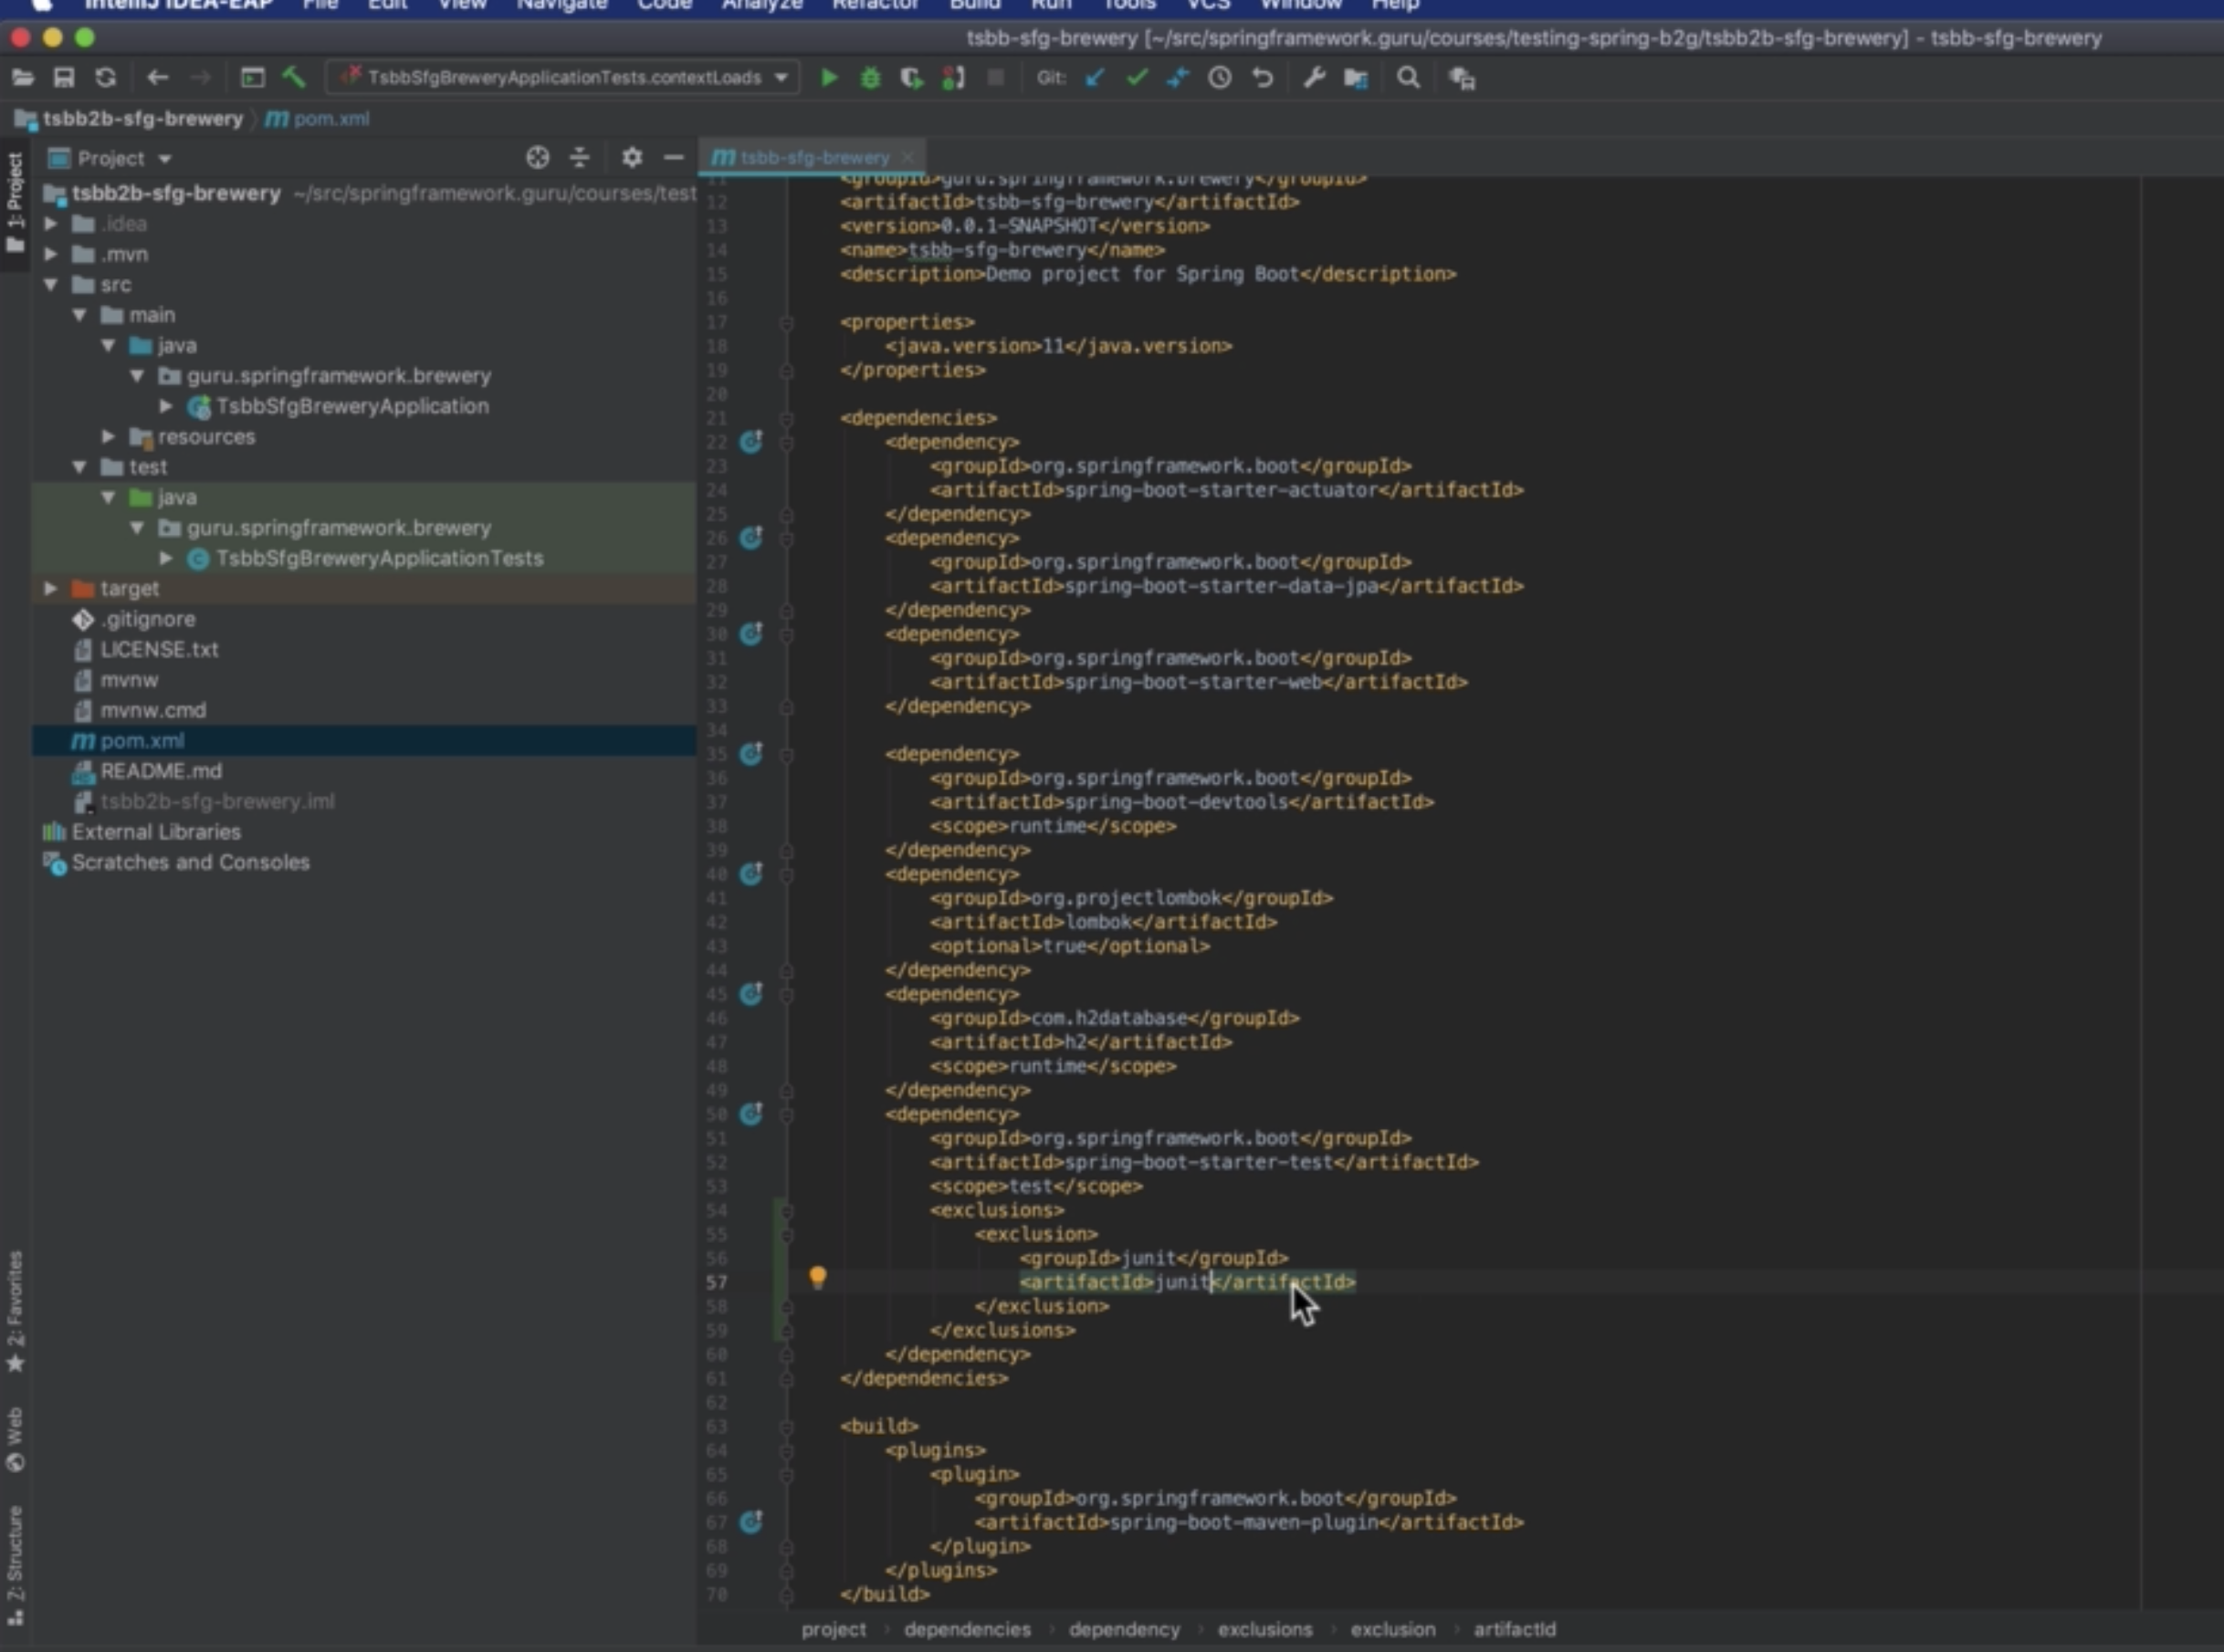 IntelliJ IDEA-EAP File Edit View Navigate Code Analyze Refactor Build Run Tools VCS Window Help
tsbb-sfg-brewery [~/src/springframework.guru/courses/testing-spring-b2g/tsbb2b-sfg-brewery] - tsbb-sfg-brewery
TsbbSfgBreweryApplicationTests.contextLoads Git:
tsbb2b-sfg-brewery pom.xml
1: Project
2: Favorites
Web
7: Structure
Project
tsbb2b-sfg-brewery ~/src/springframework.guru/courses/test
.idea
.mvn
src
main
java
guru.springframework.brewery
TsbbSfgBreweryApplication
resources
test
java
guru.springframework.brewery
TsbbSfgBreweryApplicationTests
target
.gitignore
LICENSE.txt
mvnw
mvnw.cmd
pom.xml
README.md
tsbb2b-sfg-brewery.iml
External Libraries
Scratches and Consoles
tsbb-sfg-brewery
11 <groupId>guru.springframework.brewery</groupId>
12 <artifactId>tsbb-sfg-brewery</artifactId>
13 <version>0.0.1-SNAPSHOT</version>
14 <name>tsbb-sfg-brewery</name>
15 <description>Demo project for Spring Boot</description>
16
17 <properties>
18 <java.version>11</java.version>
19 </properties>
20
21 <dependencies>
22 <dependency>
23 <groupId>org.springframework.boot</groupId>
24 <artifactId>spring-boot-starter-actuator</artifactId>
25 </dependency>
26 <dependency>
27 <groupId>org.springframework.boot</groupId>
28 <artifactId>spring-boot-starter-data-jpa</artifactId>
29 </dependency>
30 <dependency>
31 <groupId>org.springframework.boot</groupId>
32 <artifactId>spring-boot-starter-web</artifactId>
33 </dependency>
34
35 <dependency>
36 <groupId>org.springframework.boot</groupId>
37 <artifactId>spring-boot-devtools</artifactId>
38 <scope>runtime</scope>
39 </dependency>
40 <dependency>
41 <groupId>org.projectlombok</groupId>
42 <artifactId>lombok</artifactId>
43 <optional>true</optional>
44 </dependency>
45 <dependency>
46 <groupId>com.h2database</groupId>
47 <artifactId>h2</artifactId>
48 <scope>runtime</scope>
49 </dependency>
50 <dependency>
51 <groupId>org.springframework.boot</groupId>
52 <artifactId>spring-boot-starter-test</artifactId>
53 <scope>test</scope>
54 <exclusions>
55 <exclusion>
56 <groupId>junit</groupId>
57 <artifactId>junit</artifactId>
58 </exclusion>
59 </exclusions>
60 </dependency>
61 </dependencies>
62
63 <build>
64 <plugins>
65 <plugin>
66 <groupId>org.springframework.boot</groupId>
67 <artifactId>spring-boot-maven-plugin</artifactId>
68 </plugin>
69 </plugins>
70 </build>
project dependencies dependency exclusions exclusion artifactId